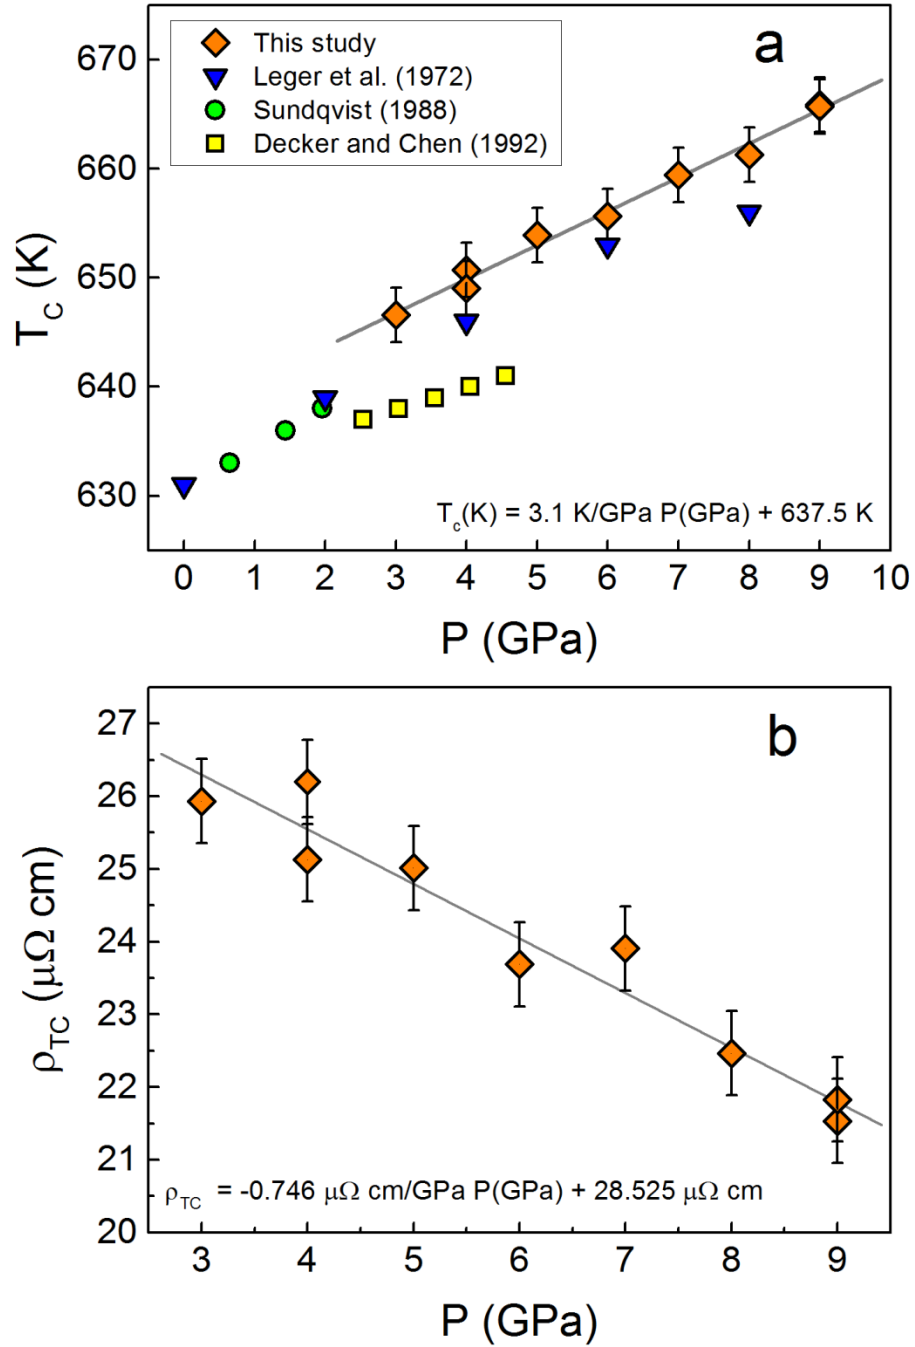 a
This study
Leger et al. (1972)
Sundqvist (1988)
Decker and Chen (1992)
670
660
650
640
630
T_C (K)
T_c(K) = 3.1 K/GPa P(GPa) + 637.5 K
0 1 2 3 4 5 6 7 8 9 10
P (GPa)
b
27
26
25
24
23
22
21
20
ρ_TC (μΩ cm)
ρ_TC = -0.746 μΩ cm/GPa P(GPa) + 28.525 μΩ cm
3 4 5 6 7 8 9
P (GPa)